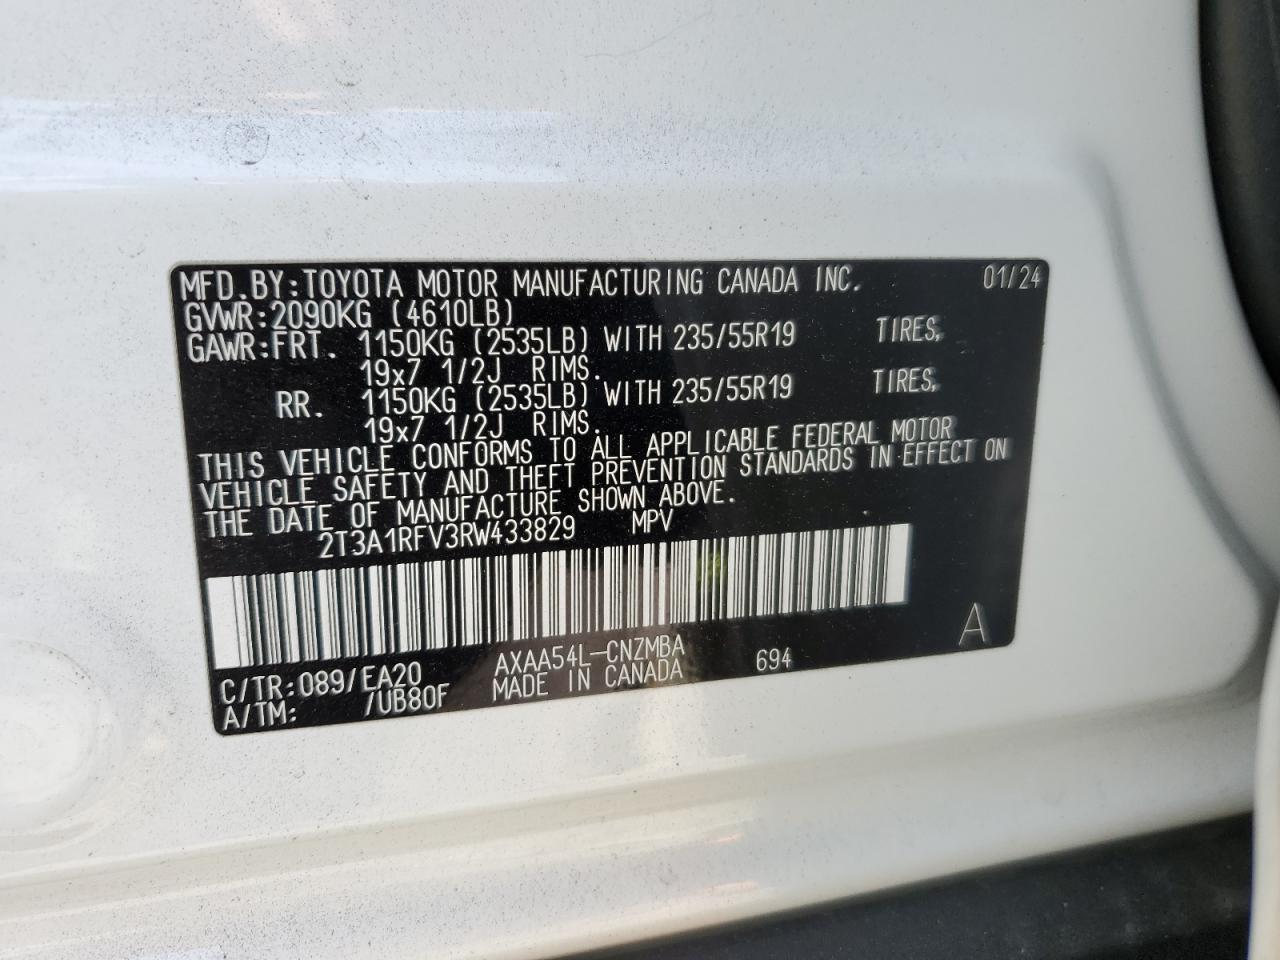 MFD.BY:TOYOTA MOTOR MANUFACTURING CANADA INC. 01/24
GVWR:2090KG (4610LB)
GAWR:FRT. 1150KG (2535LB) WITH 235/55R19 TIRES,
19x7 1/2J RIMS.
RR. 1150KG (2535LB) WITH 235/55R19 TIRES,
19x7 1/2J RIMS.
THIS VEHICLE CONFORMS TO ALL APPLICABLE FEDERAL MOTOR
VEHICLE SAFETY AND THEFT PREVENTION STANDARDS IN EFFECT ON
THE DATE OF MANUFACTURE SHOWN ABOVE.
2T3A1RFV3RW433829 MPV
C/TR:089/EA20 AXAA54L-CNZMBA 694 A
A/TM: /UB80F MADE IN CANADA